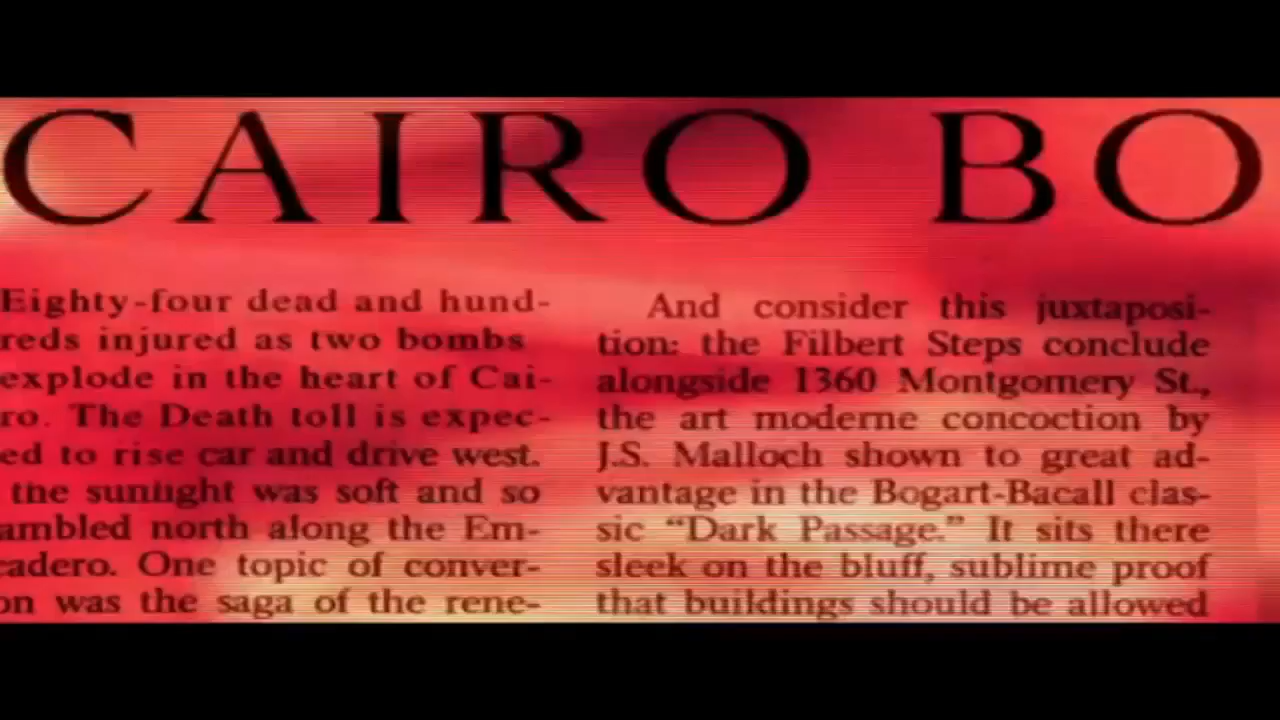 CAIRO BO
Eighty-four dead and hund-
reds injured as two bombs
explode in the heart of Cai-
ro. The Death toll is expec-
ed to rise car and drive west.
the sunlight was soft and so
ambled north along the Em-
cadero. One topic of conver-
on was the saga of the rene-
And consider this juxtaposi-
tion: the Filbert Steps conclude
alongside 1360 Montgomery St.,
the art moderne concoction by
J.S. Malloch shown to great ad-
vantage in the Bogart-Bacall clas-
sic “Dark Passage.” It sits there
sleek on the bluff, sublime proof
that buildings should be allowed